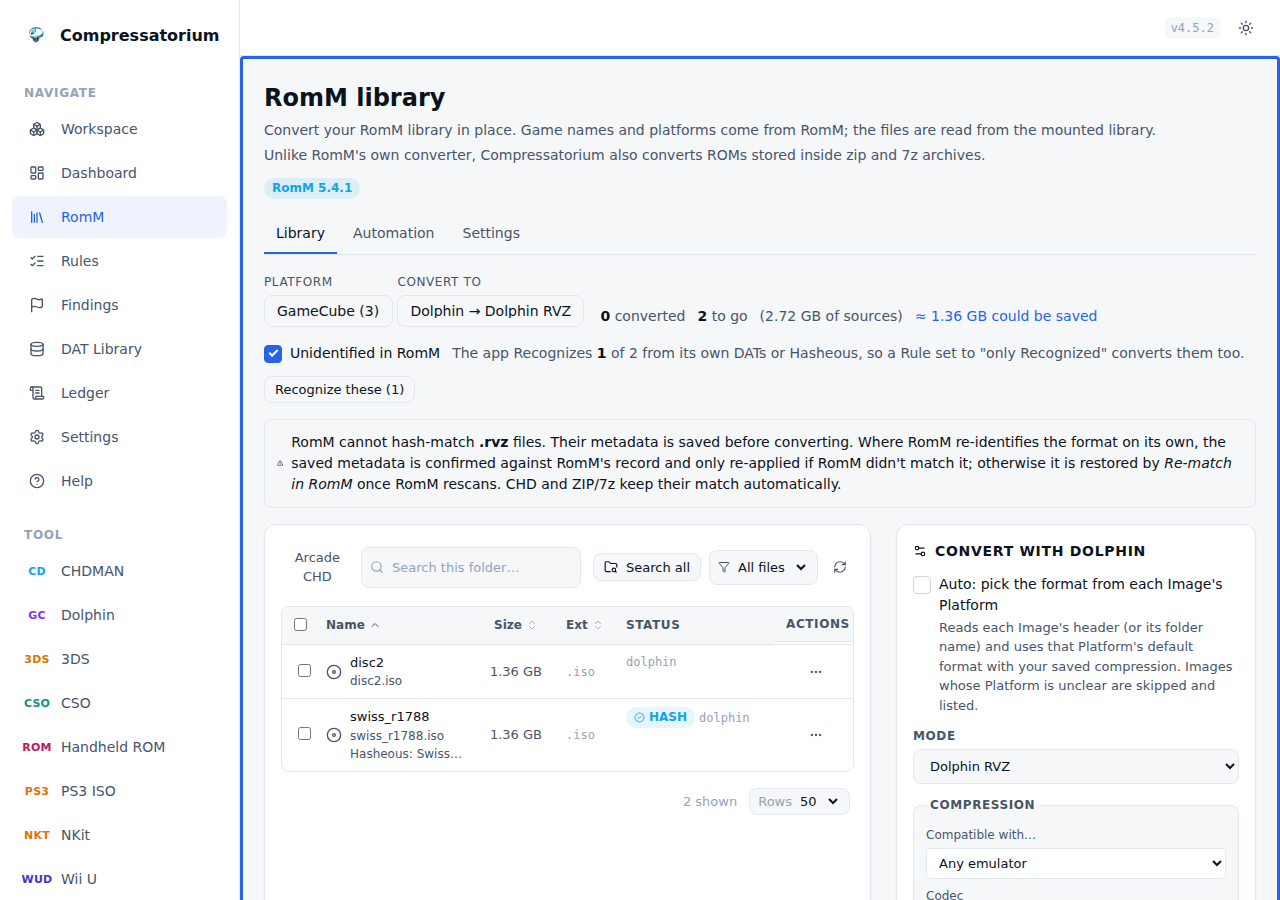 Compressatorium
v4.5.2
NAVIGATE
Workspace
Dashboard
RomM
Rules
Findings
DAT Library
Ledger
Settings
Help
TOOL
CD CHDMAN
GC Dolphin
3DS 3DS
CSO CSO
ROM Handheld ROM
PS3 PS3 ISO
NKT NKit
WUD Wii U
RomM library
Convert your RomM library in place. Game names and platforms come from RomM; the files are read from the mounted library.
Unlike RomM's own converter, Compressatorium also converts ROMs stored inside zip and 7z archives.
RomM 5.4.1
Library Automation Settings
PLATFORM CONVERT TO
GameCube (3) Dolphin → Dolphin RVZ 0 converted 2 to go (2.72 GB of sources) ≈ 1.36 GB could be saved
Unidentified in RomM The app Recognizes 1 of 2 from its own DATs or Hasheous, so a Rule set to "only Recognized" converts them too.
Recognize these (1)
RomM cannot hash-match .rvz files. Their metadata is saved before converting. Where RomM re-identifies the format on its own, the
saved metadata is confirmed against RomM's record and only re-applied if RomM didn't match it; otherwise it is restored by Re-match
in RomM once RomM rescans. CHD and ZIP/7z keep their match automatically.
Arcade
CHD
Search this folder…
Search all
All files
Name Size Ext STATUS ACTIONS
disc2
disc2.iso
1.36 GB .iso dolphin
swiss_r1788
swiss_r1788.iso
Hasheous: Swiss…
1.36 GB .iso HASH dolphin
2 shown Rows 50
CONVERT WITH DOLPHIN
Auto: pick the format from each Image's
Platform
Reads each Image's header (or its folder
name) and uses that Platform's default
format with your saved compression. Images
whose Platform is unclear are skipped and
listed.
MODE
Dolphin RVZ
COMPRESSION
Compatible with…
Any emulator
Codec